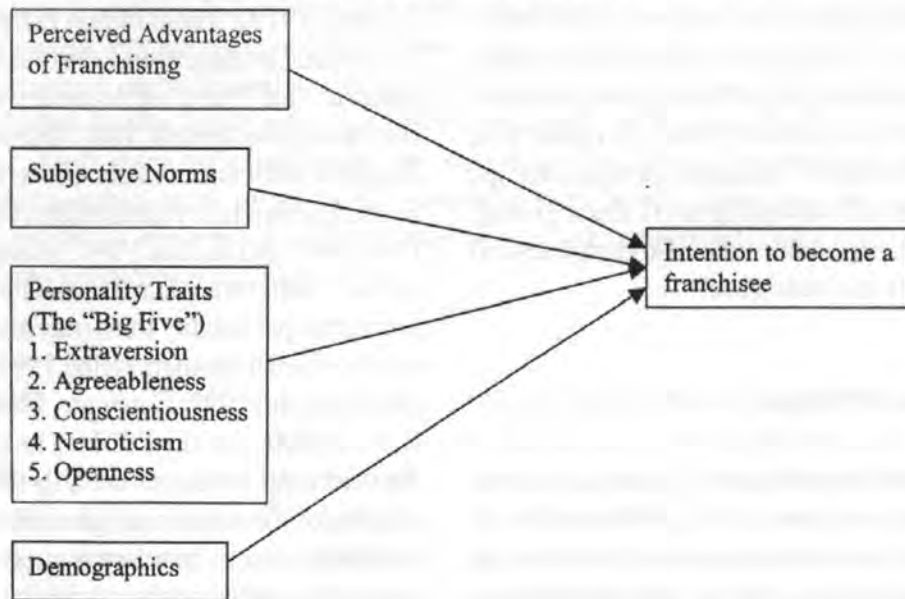 Perceived Advantages
of Franchising
Subjective Norms
Intention to become a
franchisee
Personality Traits
(The “Big Five”)
1. Extraversion
2. Agreeableness
3. Conscientiousness
4. Neuroticism
5. Openness
Demographics